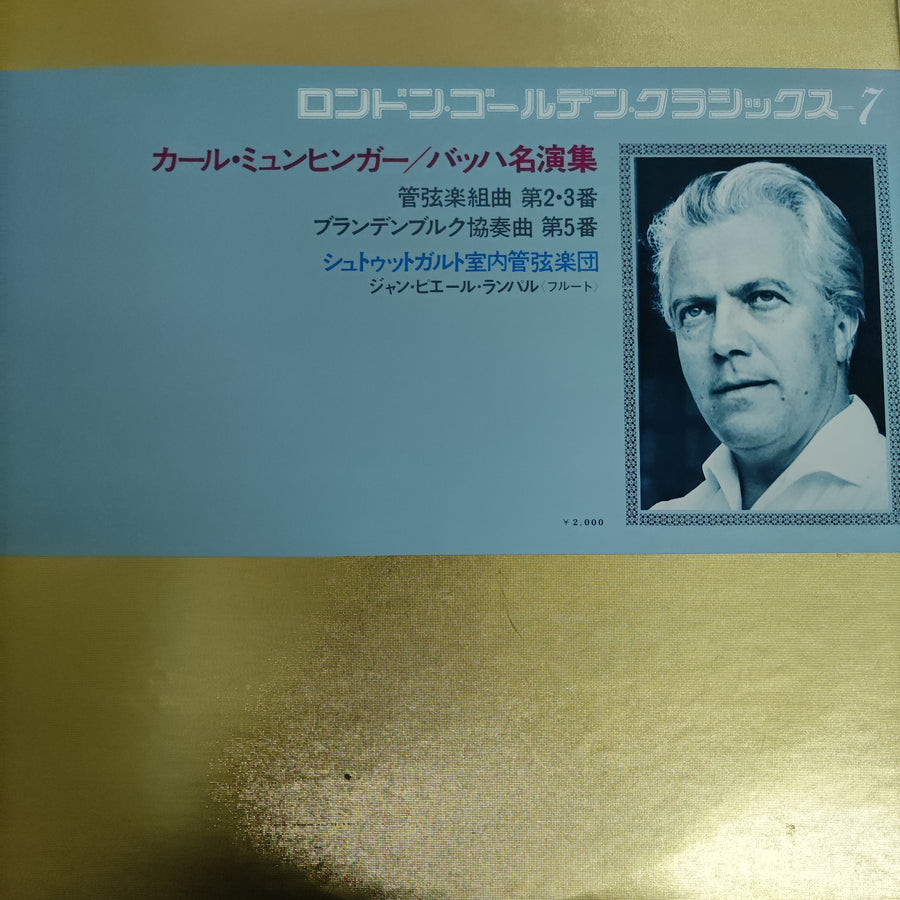 ロンドン・ゴールデン・クラシックス−7
カール・ミュンヒンガー／バッハ名演集
管弦楽組曲 第2・3番
ブランデンブルク協奏曲 第5番
シュトゥットガルト室内管弦楽団
ジャン・ピエール・ランパル〈フルート〉
¥2,000